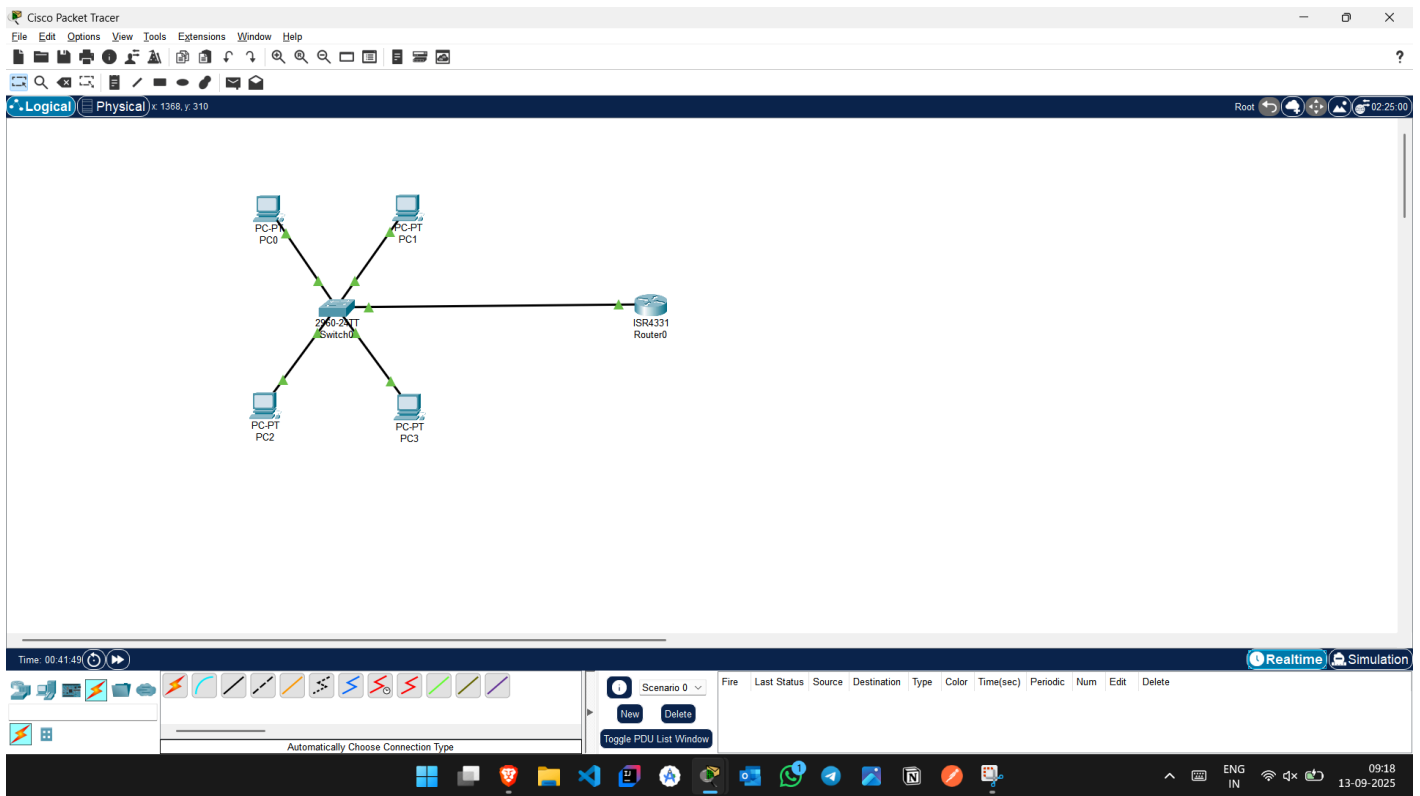 Cisco Packet Tracer
File Edit Options View Tools Extensions Window Help
?
Logical Physical x: 1368, y: 310 Root 02:25:00
PC-PT
PC0
PC-PT
PC1
2960-24TT
Switch0
ISR4331
Router0
PC-PT
PC2
PC-PT
PC3
Time: 00:41:49 Realtime Simulation
Scenario 0
New Delete
Toggle PDU List Window
Fire Last Status Source Destination Type Color Time(sec) Periodic Num Edit Delete
Automatically Choose Connection Type
1
ENG
IN
09:18
13-09-2025